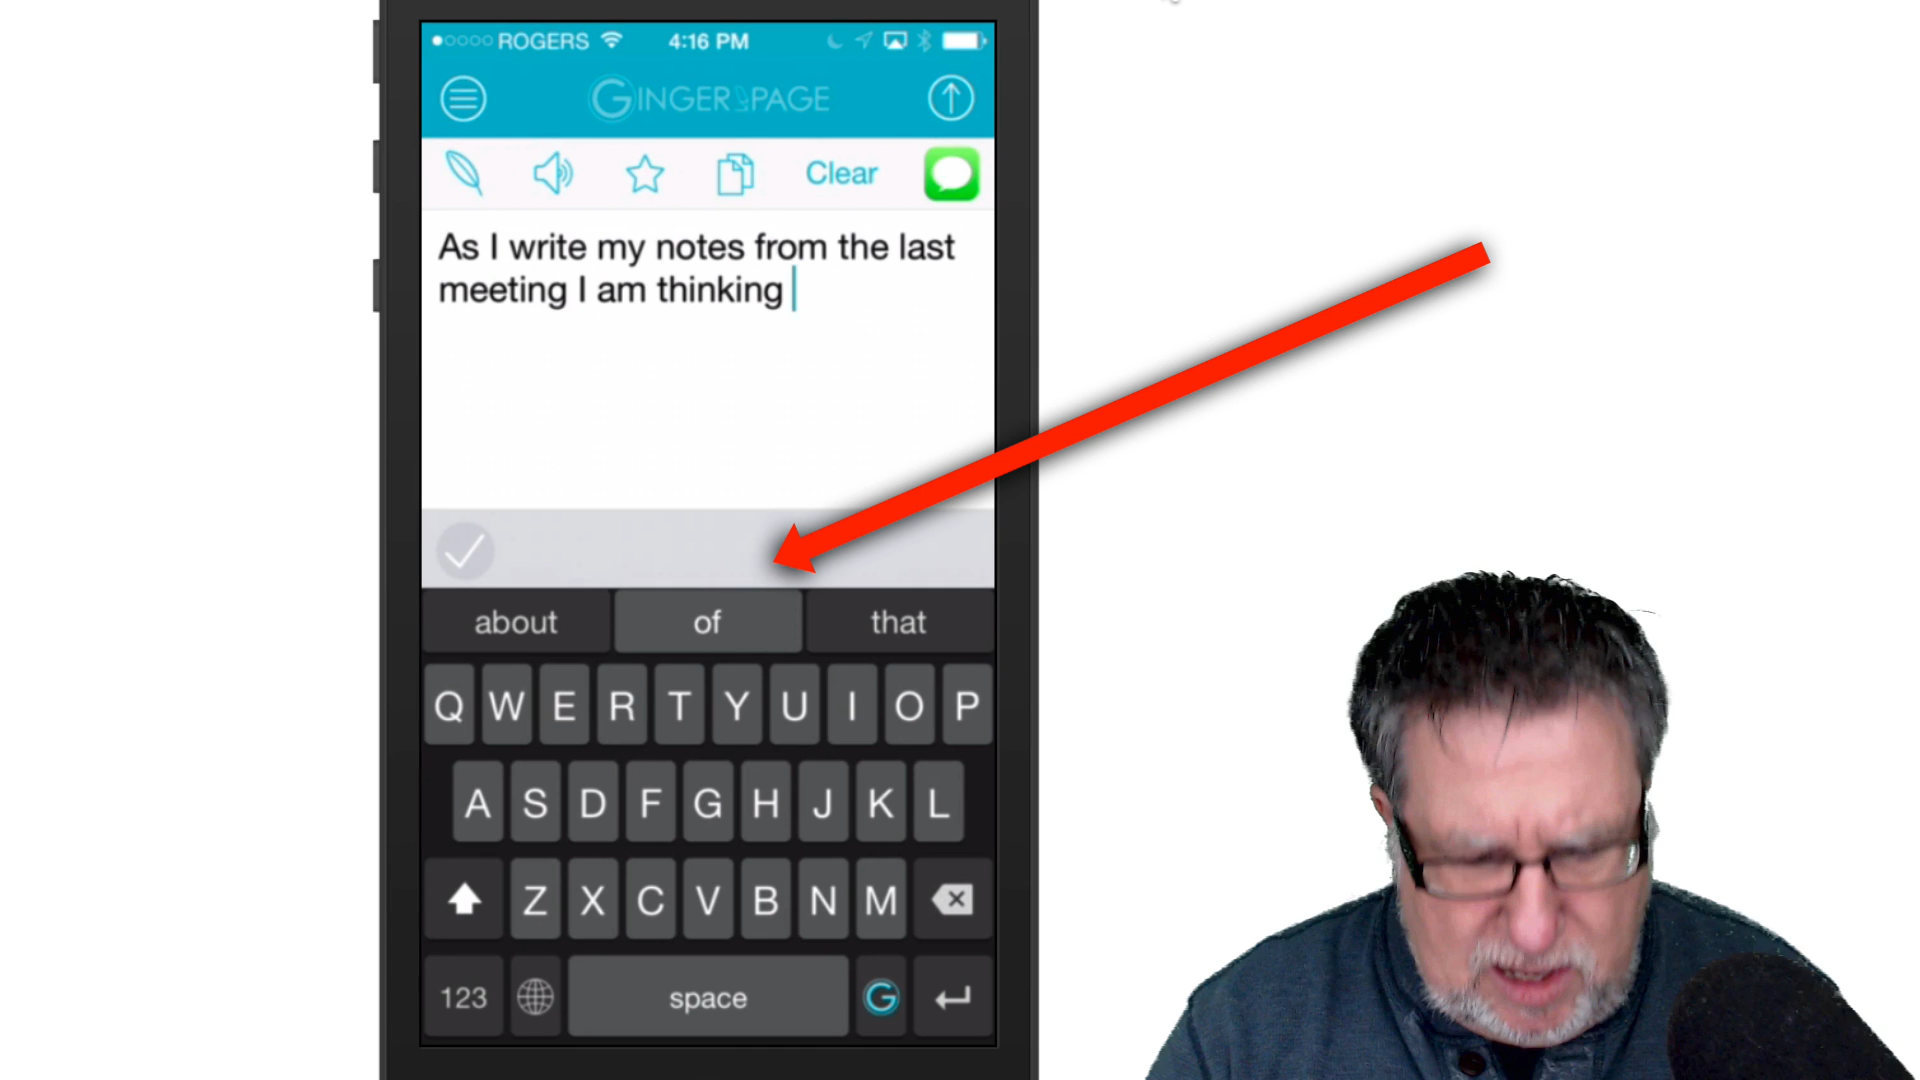 ROGERS 4:16 PM
GINGER PAGE
Clear
As I write my notes from the last
meeting I am thinking
about of that
Q W E R T Y U I O P
A S D F G H J K L
Z X C V B N M
123 space G